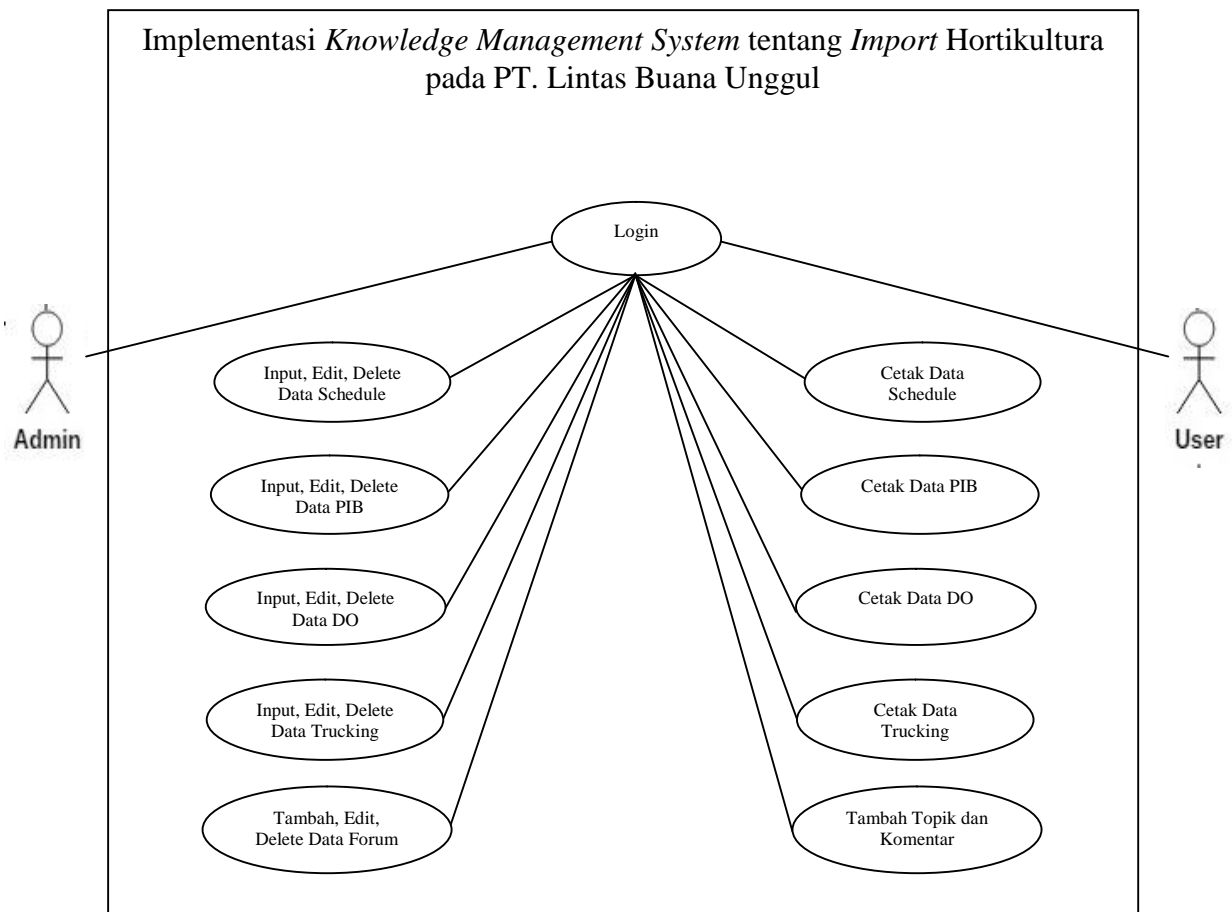 Implementasi Knowledge Management System tentang Import Hortikultura
pada PT. Lintas Buana Unggul
Login
Input, Edit, Delete
Data Schedule
Cetak Data
Schedule
Admin
User
Input, Edit, Delete
Data PIB
Cetak Data PIB
Input, Edit, Delete
Data DO
Cetak Data DO
Input, Edit, Delete
Data Trucking
Cetak Data
Trucking
Tambah, Edit,
Delete Data Forum
Tambah Topik dan
Komentar